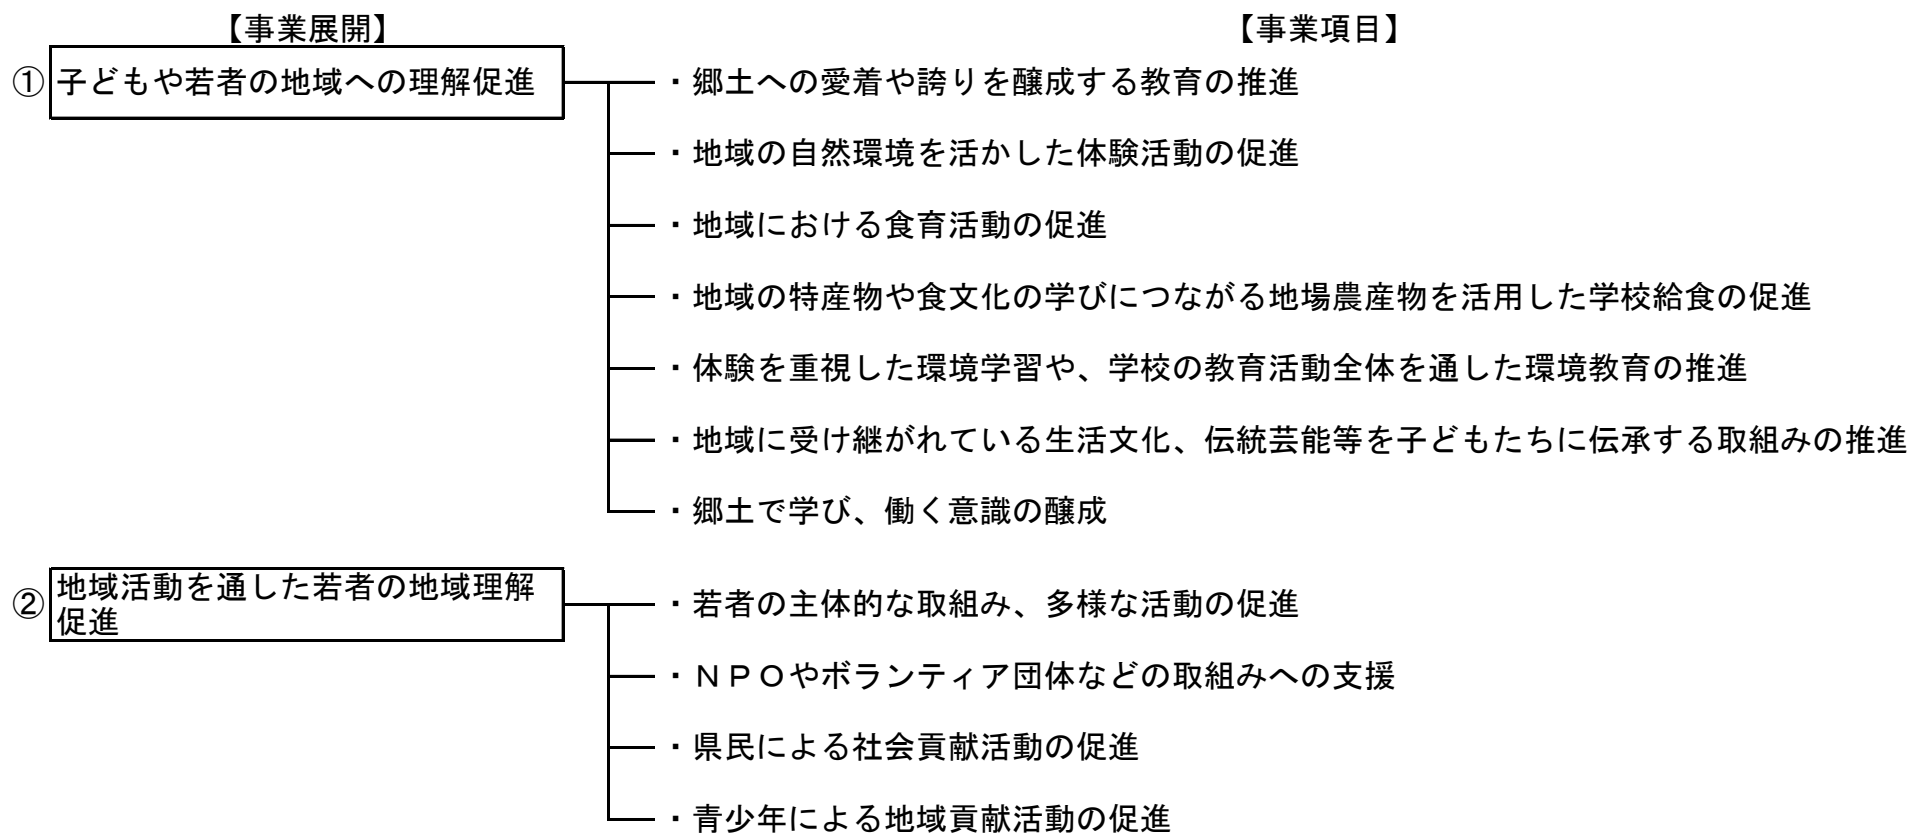 【事業展開】
【事業項目】
① 子どもや若者の地域への理解促進
・郷土への愛着や誇りを醸成する教育の推進
・地域の自然環境を活かした体験活動の促進
・地域における食育活動の促進
・地域の特産物や食文化の学びにつながる地場農産物を活用した学校給食の促進
・体験を重視した環境学習や、学校の教育活動全体を通した環境教育の推進
・地域に受け継がれている生活文化、伝統芸能等を子どもたちに伝承する取組みの推進
・郷土で学び、働く意識の醸成
② 地域活動を通した若者の地域理解
促進
・若者の主体的な取組み、多様な活動の促進
・ＮＰＯやボランティア団体などの取組みへの支援
・県民による社会貢献活動の促進
・青少年による地域貢献活動の促進